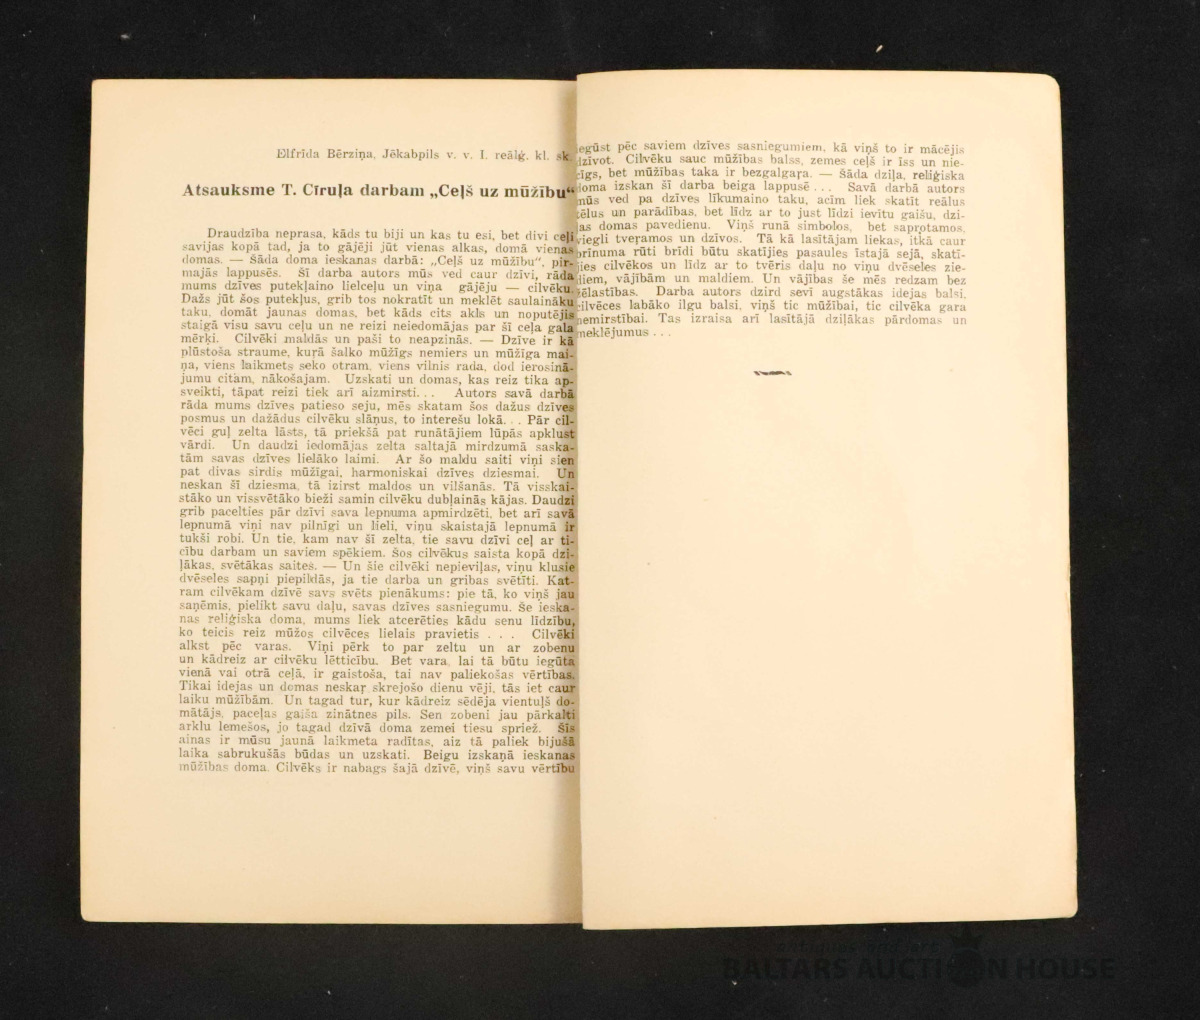 Elfrīda Bērziņa, Jēkabpils v. v. I. reālģ. kl. sk.
Atsauksme T. Cīruļa darbam „Ceļš uz mūžību“
Draudzība neprasa, kāds tu biji un kas tu esi, bet divi ceļi
savijas kopā tad, ja to gājēji jūt vienas alkas, domā vienas
domas. — Šāda doma ieskanas darbā: „Ceļš uz mūžību“, pir-
majās lappusēs. Šī darba autors mūs ved caur dzīvi, rāda
mums dzīves putekļaino lielceļu un viņa gājēju — cilvēku.
Dažs jūt šos putekļus, grib tos nokratīt un meklēt saulaināku
taku, domāt jaunas domas, bet kāds cits akls un noputējis
staigā visu savu ceļu un ne reizi neiedomājas par šī ceļa gala
mērķi. Cilvēki maldās un paši to neapzinās. — Dzīve ir kā
plūstoša straume, kuŗā šalko mūžīgs nemiers un mūžīga mai-
ņa, viens laikmets seko otram, viens vilnis rada, dod ierosinā-
jumu citam, nākošajam. Uzskati un domas, kas reiz tika ap-
sveikti, tāpat reizi tiek arī aizmirsti... Autors savā darbā
rāda mums dzīves patieso seju, mēs skatam šos dažus dzīves
posmus un dažādus cilvēku slāņus, to interešu lokā... Pār cil-
vēci guļ zelta lāsts, tā priekšā pat runātājiem lūpās apklust
vārdi. Un daudzi iedomājas zelta saltajā mirdzumā saska-
tām savas dzīves lielāko laimi. Ar šo maldu saiti viņi sien
pat divas sirdis mūžīgai, harmoniskai dzīves dziesmai. Un
neskan šī dziesma, tā izirst maldos un vilšanās. Tā visskai-
stāko un vissvētāko bieži samin cilvēku dubļainās kājas. Daudzi
grib pacelties pār dzīvi sava lepnuma apmirdzēti, bet arī savā
lepnumā viņi nav pilnīgi un lieli, viņu skaistajā lepnumā ir
tukši robi. Un tie, kam nav šī zelta, tie savu dzīvi ceļ ar ti-
cību darbam un saviem spēkiem. Šos cilvēkus saista kopā dzi-
ļākas, svētākas saites. — Un šie cilvēki nepieviļas, viņu klusie
dvēseles sapņi piepildās, ja tie darba un gribas svētīti. Kat-
ram cilvēkam dzīvē savs svēts pienākums: pie tā, ko viņš jau
saņēmis, pielikt savu daļu, savas dzīves sasniegumu. Še ieska-
nas reliģiska doma, mums liek atcerēties kādu senu līdzību,
ko teicis reiz mūžos cilvēces lielais pravietis . . . Cilvēki
alkst pēc varas. Viņi pērk to par zeltu un ar zobenu
un kādreiz ar cilvēku lētticību. Bet vara, lai tā būtu iegūta
vienā vai otrā ceļā, ir gaistoša, tai nav paliekošas vērtības.
Tikai idejas un domas neskaŗ skrejošo dienu vēji, tās iet caur
laiku mūžībām. Un tagad tur, kur kādreiz sēdēja vientuļš do-
mātājs, paceļas gaiša zinātnes pils. Sen zobeni jau pārkalti
arklu lemešos, jo tagad dzīvā doma zemei tiesu spriež. Šīs
ainas ir mūsu jaunā laikmeta radītas, aiz tā paliek bijušā
laika sabrukušās būdas un uzskati. Beigu izskaņā ieskanas
mūžības doma. Cilvēks ir nabags šajā dzīvē, viņš savu vērtību
iegūst pēc saviem dzīves sasniegumiem, kā viņš to ir mācējis
dzīvot. Cilvēku sauc mūžības balss, zemes ceļš ir īss un nie-
cīgs, bet mūžības taka ir bezgalgaŗa. — Šāda dziļa, reliģiska
doma izskan šī darba beiga lappusē... Savā darbā autors
mūs ved pa dzīves līkumaino taku, acīm liek skatīt reālus
tēlus un parādības, bet līdz ar to just līdzi ievītu gaišu, dzi-
ļas domas pavedienu. Viņš runā simbolos, bet saprotamos,
viegli tveŗamos un dzīvos. Tā kā lasītājam liekas, itkā caur
brīnuma rūti brīdi būtu skatījies pasaules īstajā sejā, skatī-
jies cilvēkos un līdz ar to tvēris daļu no viņu dvēseles zie-
diem, vājībām un maldiem. Un vājības še mēs redzam bez
žēlastības. Darba autors dzird sevī augstākas idejas balsi,
cilvēces labāko ilgu balsi, viņš tic mūžībai, tic cilvēka gara
nemirstībai. Tas izraisa arī lasītājā dziļākas pārdomas un
meklējumus...
BALTARS AUCTION HOUSE